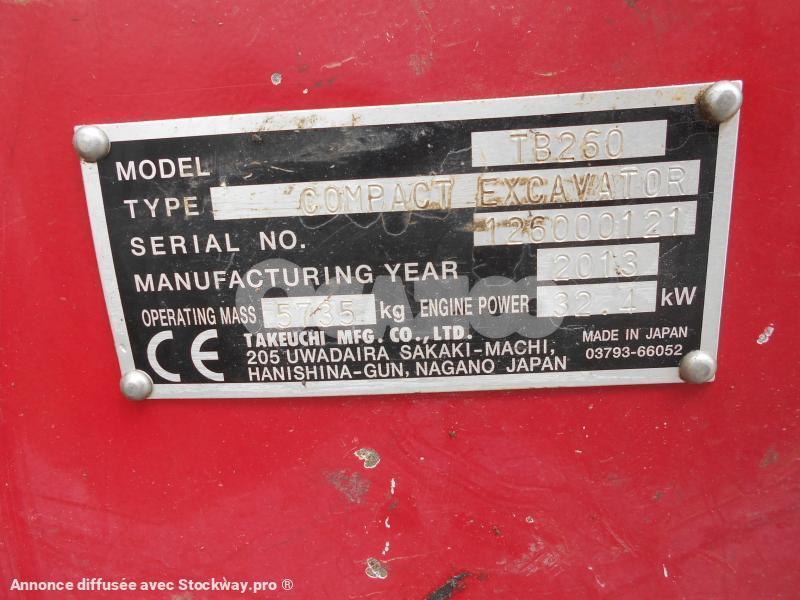 MODEL TB260
TYPE COMPACT EXCAVATOR
SERIAL NO. 126000121
MANUFACTURING YEAR 2013
OPERATING MASS 5735 kg ENGINE POWER 32.4 kW
CE TAKEUCHI MFG. CO., LTD. MADE IN JAPAN
205 UWADAIRA SAKAKI-MACHI, 03793-66052
HANISHINA-GUN, NAGANO JAPAN
Annonce diffusée avec Stockway.pro ®